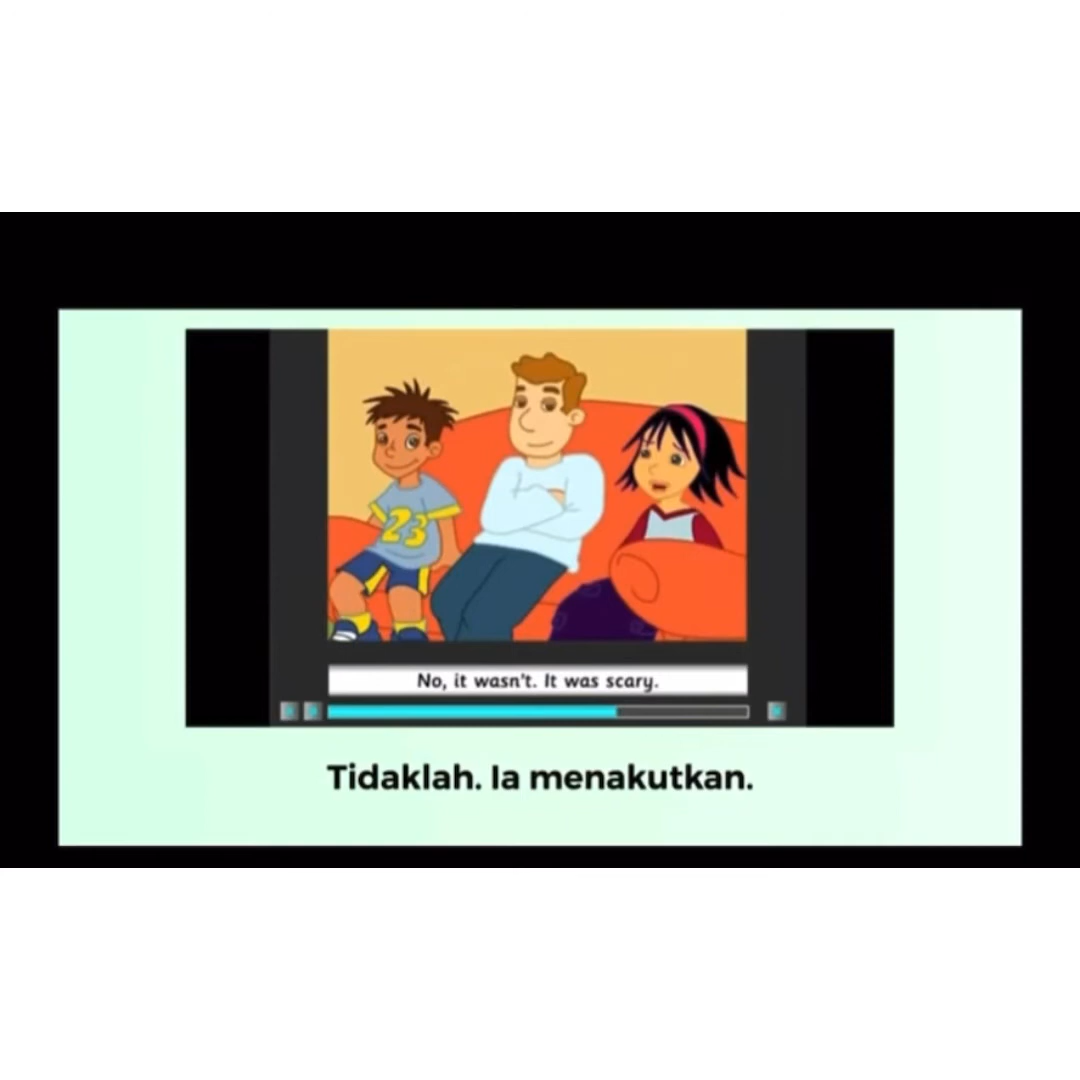 23
No, it wasn't. It was scary.
Tidaklah. Ia menakutkan.